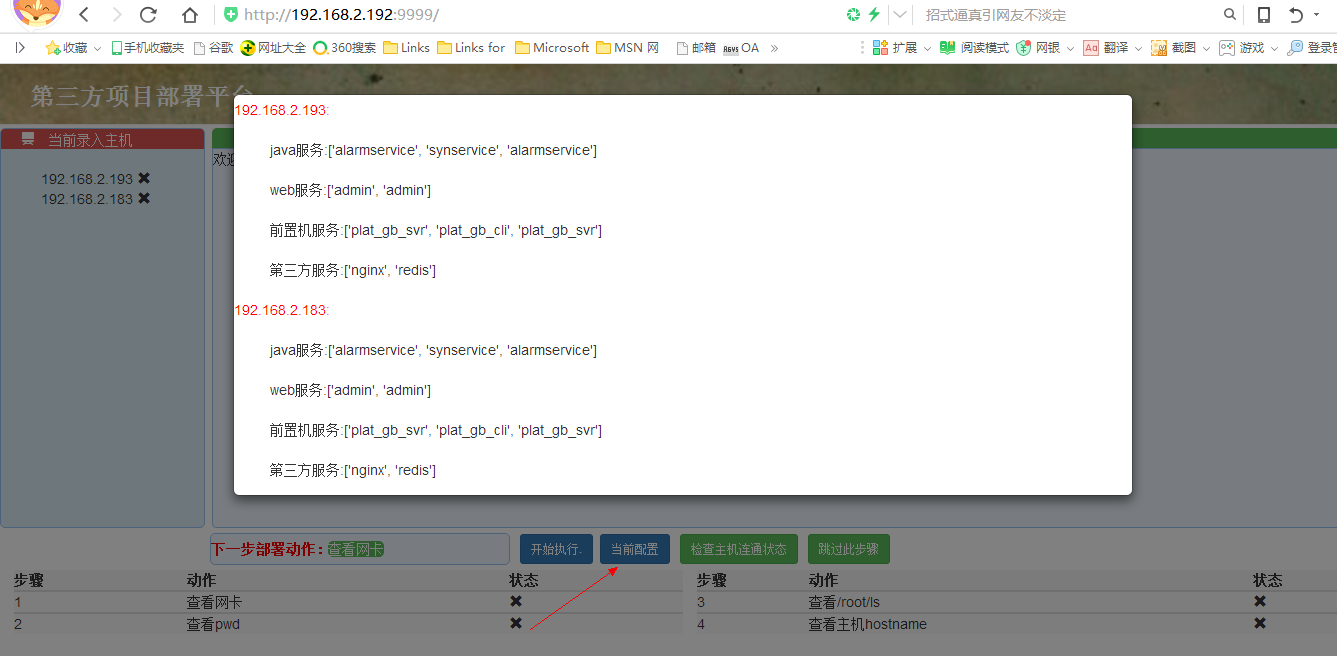 http://192.168.2.192:9999/
招式逼真引网友不淡定
收藏 手机收藏夹 谷歌 网址大全 360搜索 Links Links for Microsoft MSN 网 邮箱 OA » 扩展 阅读模式 网银 Aa 翻译 截图 游戏 登录管
第三方项目部署平台
当前录入主机
192.168.2.193 ✖
192.168.2.183 ✖
欢迎
192.168.2.193:
java服务:['alarmservice', 'synservice', 'alarmservice']
web服务:['admin', 'admin']
前置机服务:['plat_gb_svr', 'plat_gb_cli', 'plat_gb_svr']
第三方服务:['nginx', 'redis']
192.168.2.183:
java服务:['alarmservice', 'synservice', 'alarmservice']
web服务:['admin', 'admin']
前置机服务:['plat_gb_svr', 'plat_gb_cli', 'plat_gb_svr']
第三方服务:['nginx', 'redis']
下一步部署动作：查看网卡 开始执行. 当前配置 检查主机连通状态 跳过此步骤
步骤 动作 状态 步骤 动作 状态
1 查看网卡 ✖ 3 查看/root/ls ✖
2 查看pwd ✖ 4 查看主机hostname ✖